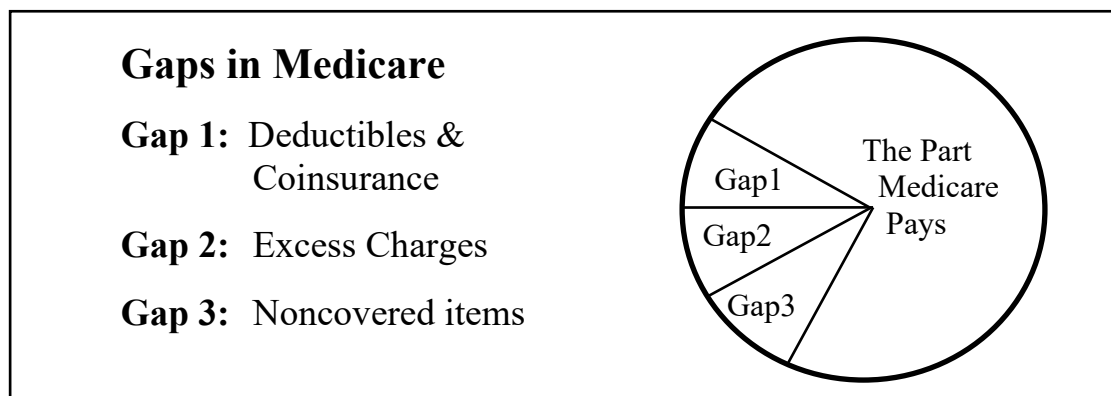 Gaps in Medicare
Gap 1: Deductibles &
Coinsurance
Gap 2: Excess Charges
Gap 3: Noncovered items
The Part
Medicare
Pays
Gap1
Gap2
Gap3